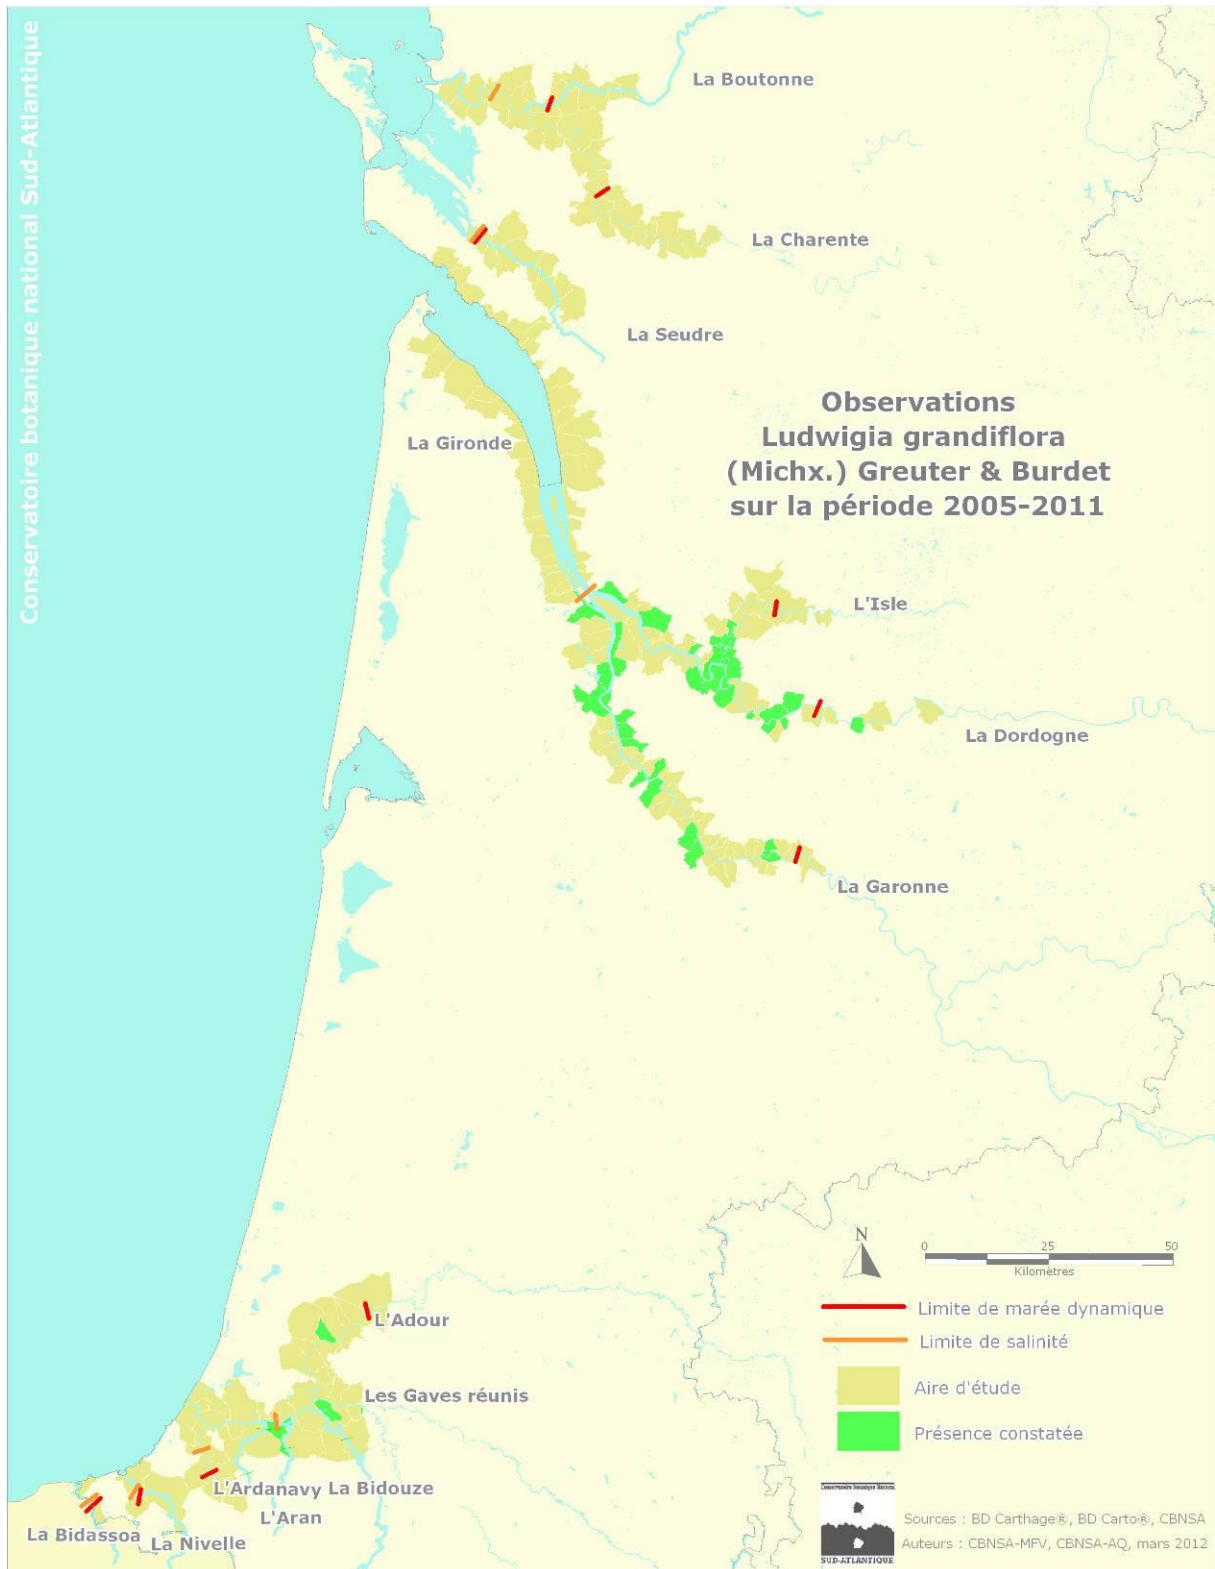 Conservatoire botanique national Sud-Atlantique
La Boutonne
La Charente
La Seudre
Observations
Ludwigia grandiflora
(Michx.) Greuter & Burdet
sur la période 2005-2011
La Gironde
L'Isle
La Dordogne
La Garonne
N
0 25 50
Kilomètres
L'Adour
Limite de marée dynamique
Limite de salinité
Les Gaves réunis
Aire d'étude
Présence constatée
L'Ardanavy La Bidouze
L'Aran
La Bidassoa
La Nivelle
Conservatoire Botanique National
SUD-ATLANTIQUE
Sources : BD Carthage®, BD Carto®, CBNSA
Auteurs : CBNSA-MFV, CBNSA-AQ, mars 2012